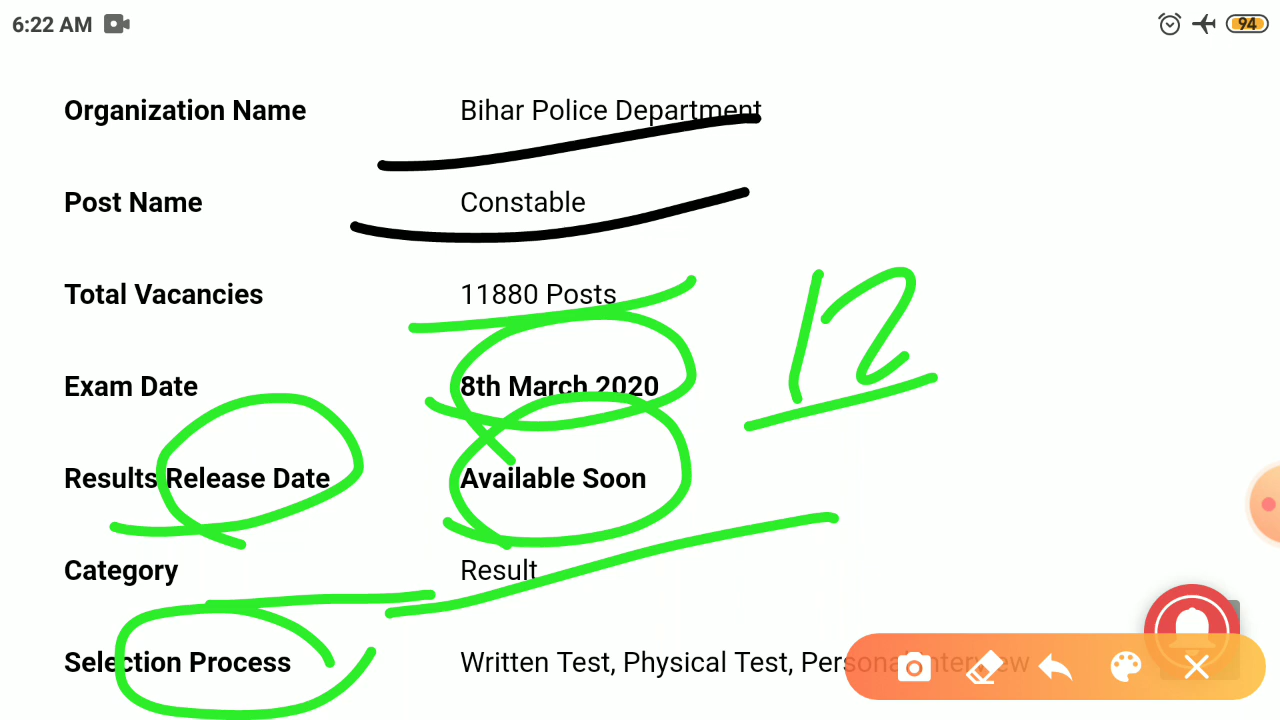 6:22 AM 94
Organization Name Bihar Police Department
Post Name Constable
Total Vacancies 11880 Posts
12
Exam Date 8th March 2020
Results Release Date Available Soon
Category Result
Selection Process Written Test, Physical Test, Personal Interview